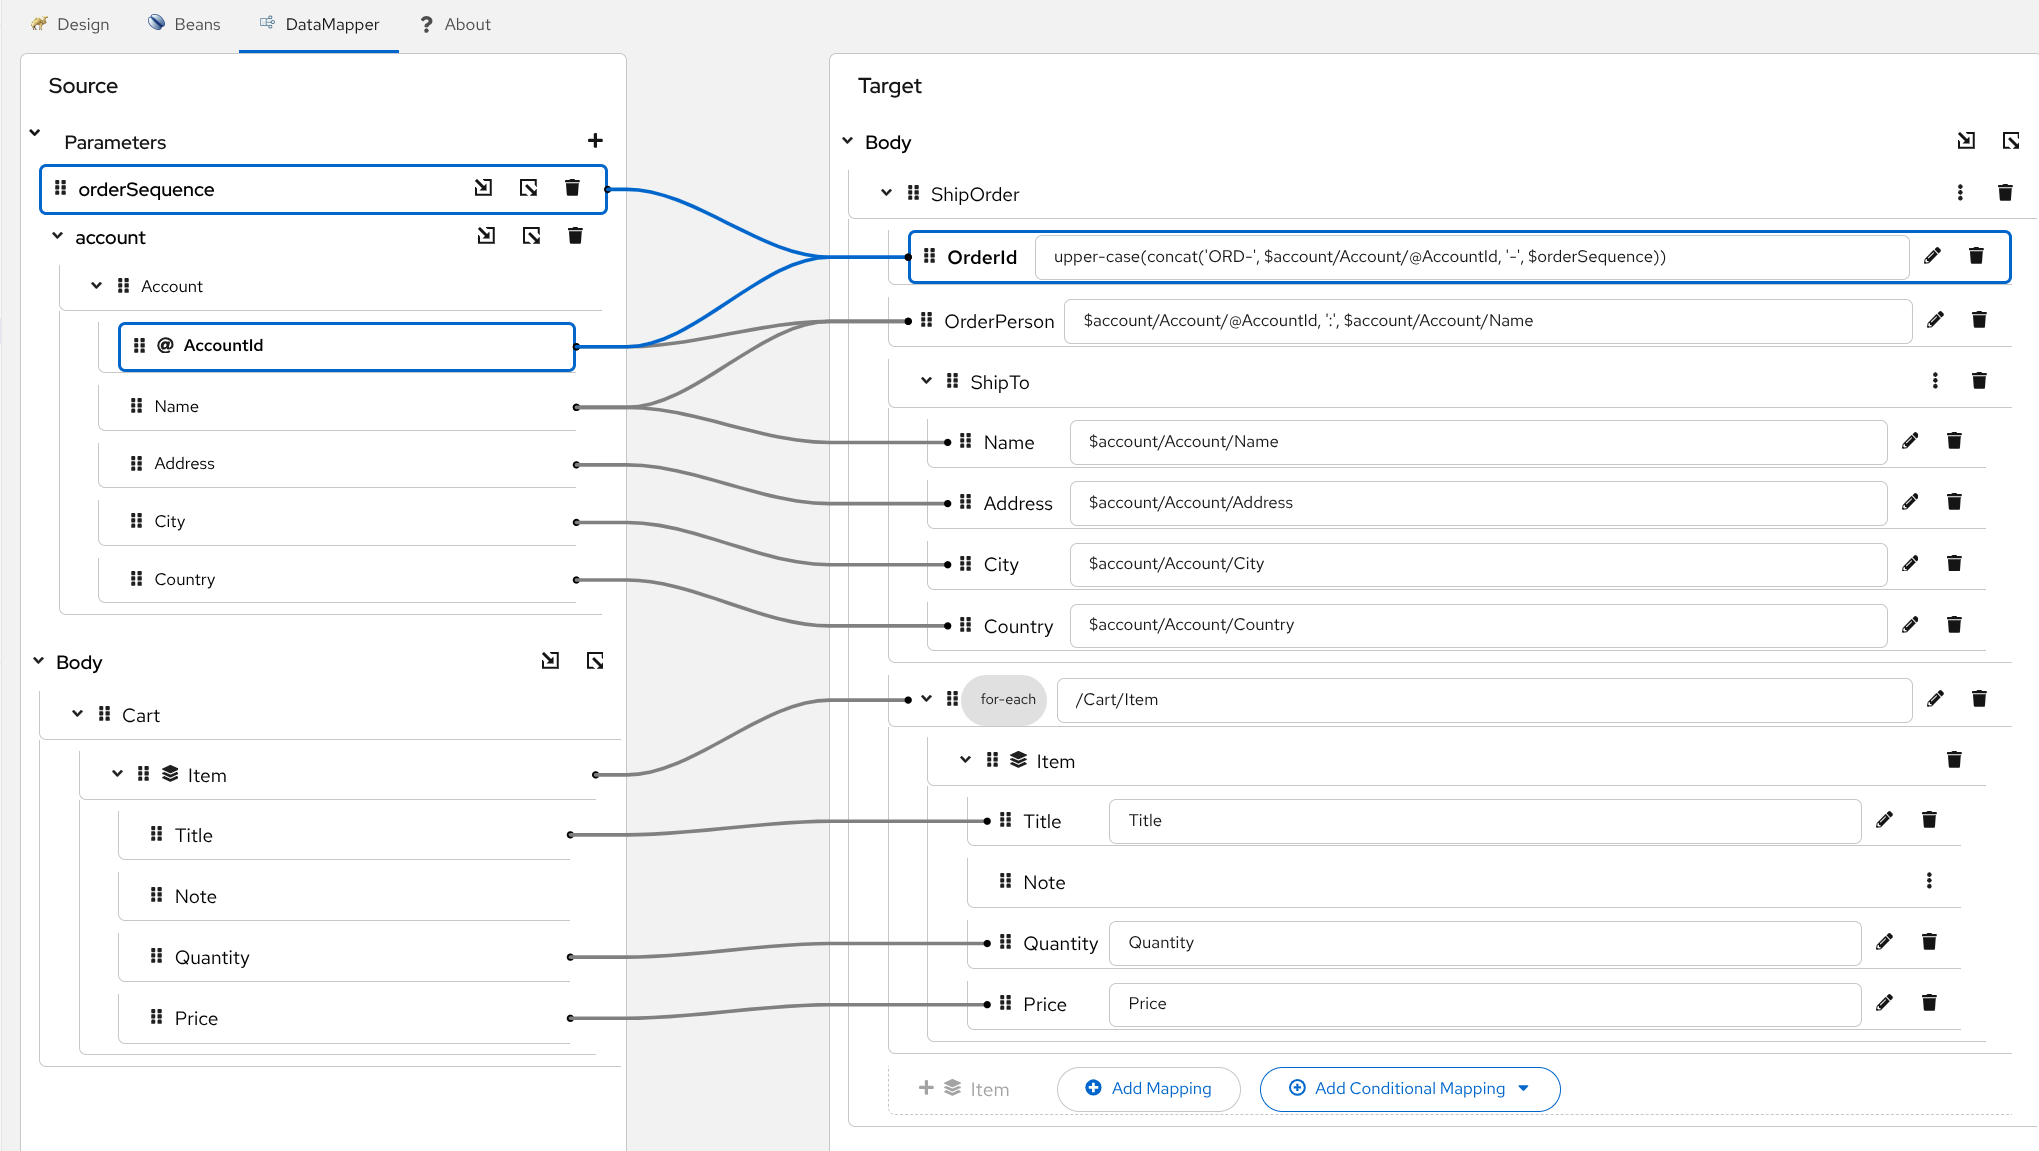 Design Beans DataMapper ? About
Source
Parameters
orderSequence
account
Account
@ AccountId
Name
Address
City
Country
Body
Cart
Item
Title
Note
Quantity
Price
Target
Body
ShipOrder
OrderId upper-case(concat('ORD-', $account/Account/@AccountId, '-', $orderSequence))
OrderPerson $account/Account/@AccountId, ':', $account/Account/Name
ShipTo
Name $account/Account/Name
Address $account/Account/Address
City $account/Account/City
Country $account/Account/Country
for-each /Cart/Item
Item
Title Title
Note
Quantity Quantity
Price Price
Item Add Mapping Add Conditional Mapping